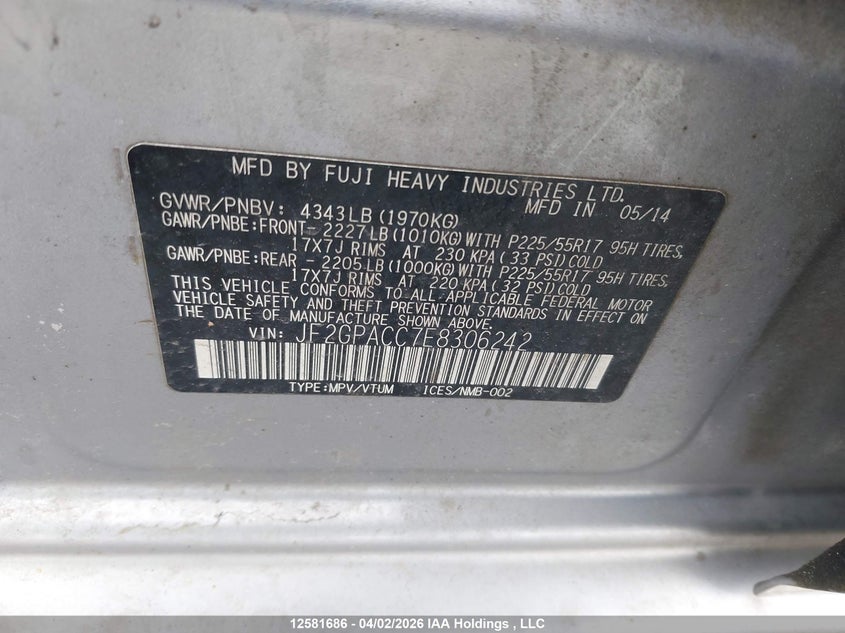 MFD BY FUJI HEAVY INDUSTRIES LTD.
GVWR/PNBV: 4343LB(1970KG) MFD IN 05/14
GAWR/PNBE:FRONT-2227LB(1010KG)WITH P225/55R17 95H TIRES,
17X7J RIMS AT 230 KPA(33 PSI)COLD
GAWR/PNBE:REAR -2205LB(1000KG)WITH P225/55R17 95H TIRES,
17X7J RIMS AT 220 KPA(32 PSI)COLD
THIS VEHICLE CONFORMS TO ALL APPLICABLE FEDERAL MOTOR
VEHICLE SAFETY AND THEFT PREVENTION STANDARDS IN EFFECT ON
THE DATE OF MANUFACTURE SHOWN ABOVE.
VIN: JF2GPACC7E8306242
TYPE:MPV/VTUM ICES/NMB-002
12581686 - 04/02/2026 IAA Holdings , LLC